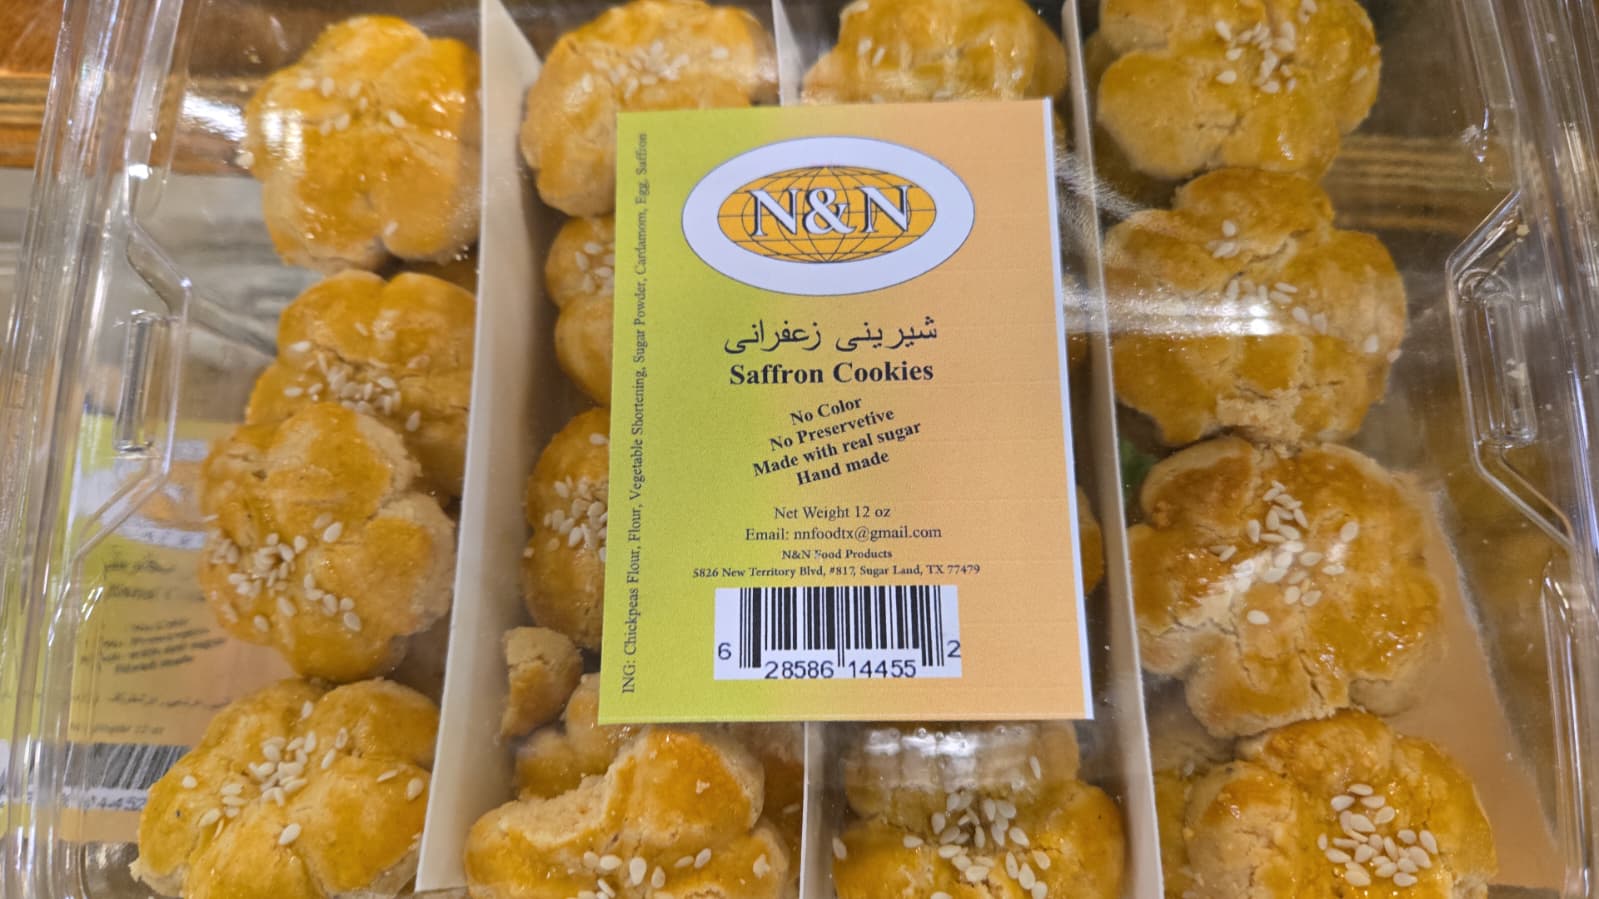 N&N
شیرینی زعفرانی
Saffron Cookies
No Color
No Preservetive
Made with real sugar
Hand made
Net Weight 12 oz
Email: nnfoodtx@gmail.com
N&N Food Products
5826 New Territory Blvd, #817, Sugar Land, TX 77479
6 28586 14455 2
ING: Chickpeas Flour, Flour, Vegetable Shortening, Sugar Powder, Cardamom, Egg, Saffron